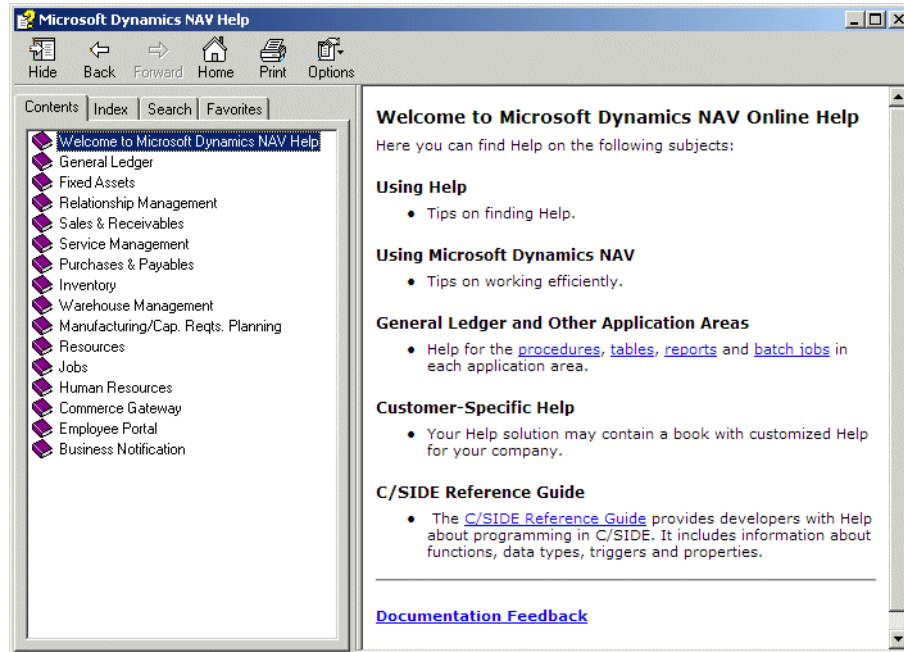 Microsoft Dynamics NAV Help
Hide Back Forward Home Print Options
Contents Index Search Favorites
Welcome to Microsoft Dynamics NAV Help
General Ledger
Fixed Assets
Relationship Management
Sales & Receivables
Service Management
Purchases & Payables
Inventory
Warehouse Management
Manufacturing/Cap. Reqts. Planning
Resources
Jobs
Human Resources
Commerce Gateway
Employee Portal
Business Notification
Welcome to Microsoft Dynamics NAV Online Help
Here you can find Help on the following subjects:
Using Help
• Tips on finding Help.
Using Microsoft Dynamics NAV
• Tips on working efficiently.
General Ledger and Other Application Areas
• Help for the procedures, tables, reports and batch jobs in
each application area.
Customer-Specific Help
• Your Help solution may contain a book with customized Help
for your company.
C/SIDE Reference Guide
• The C/SIDE Reference Guide provides developers with Help
about programming in C/SIDE. It includes information about
functions, data types, triggers and properties.
Documentation Feedback